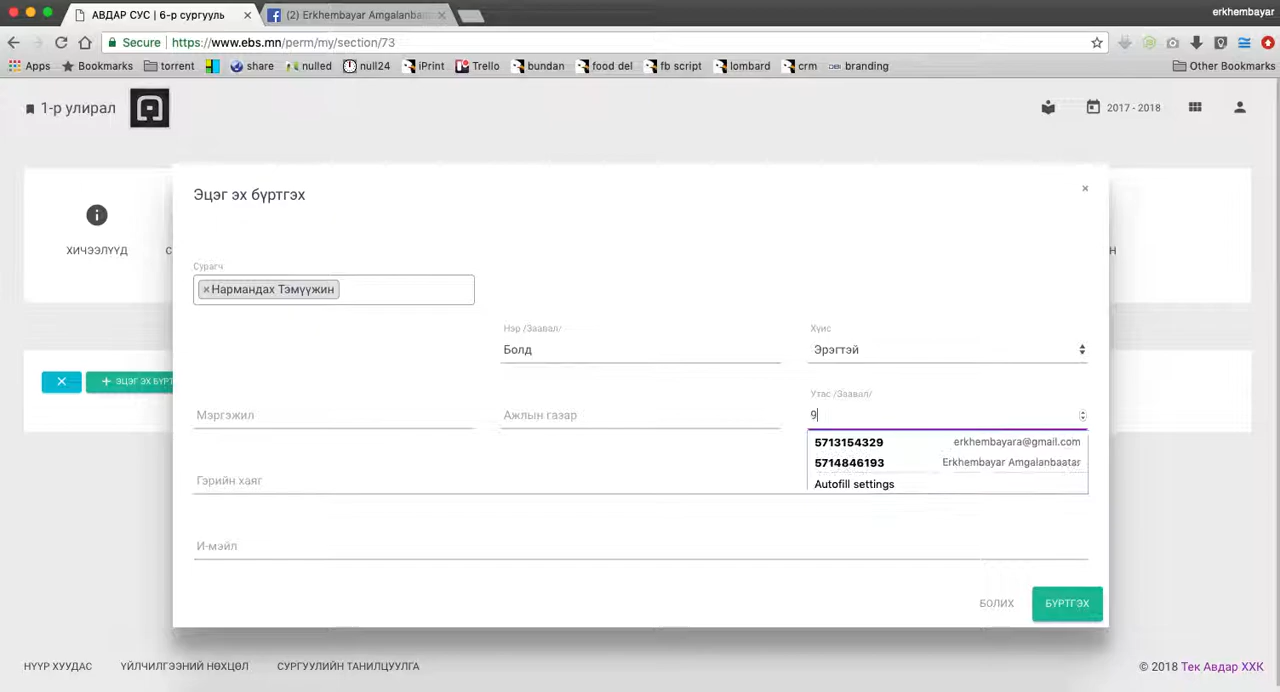 АВДАР СУС | 6-р сургууль
(2) Erkhembayar Amgalanbaa
erkhembayar
Secure | https://www.ebs.mn/perm/my/section/73
Apps Bookmarks torrent share nulled null24 iPrint Trello bundan food del fb script lombard crm branding Other Bookmarks
1-р улирал
2017 - 2018
Эцэг эх бүртгэх
×
ХИЧЭЭЛҮҮД
С
Н
Сурагч
×Нармандах Тэмүүжин
Нэр /Заавал/
Хүйс
Болд
Эрэгтэй
+ ЭЦЭГ ЭХ БҮРТ
Утас /Заавал/
Мэргэжил
Ажлын газар
9
5713154329 erkhembayara@gmail.com
5714846193 Erkhembayar Amgalanbaatar
Autofill settings
Гэрийн хаяг
И-мэйл
БОЛИХ
БҮРТГЭХ
НҮҮР ХУУДАС ҮЙЛЧИЛГЭЭНИЙ НӨХЦӨЛ СУРГУУЛИЙН ТАНИЛЦУУЛГА
© 2018 Тек Авдар ХХК